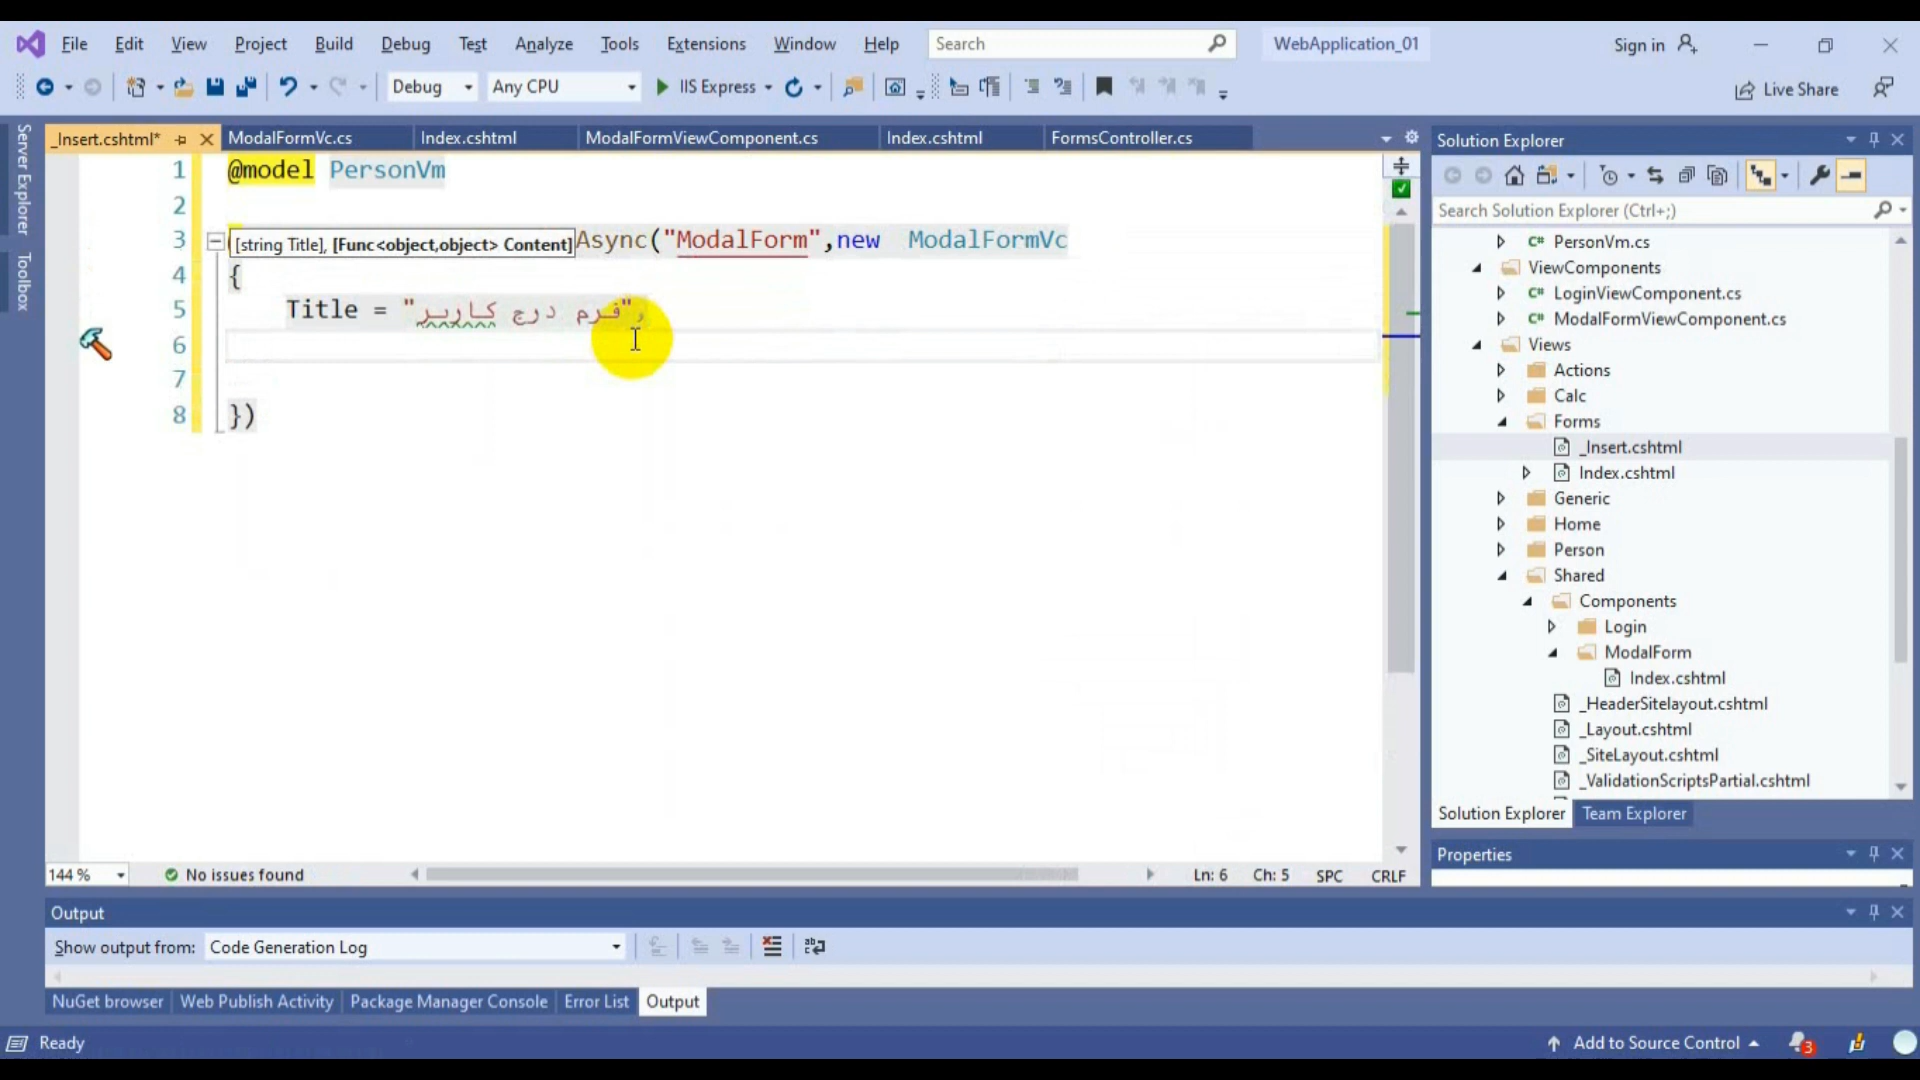 File Edit View Project Build Debug Test Analyze Tools Extensions Window Help Search WebApplication_01 Sign in
Debug Any CPU IIS Express Live Share
_Insert.cshtml* ModalFormVc.cs Index.cshtml ModalFormViewComponent.cs Index.cshtml FormsController.cs
Server Explorer
Toolbox
1 @model PersonVm
2
3 [string Title], [Func<object,object> Content] Async("ModalForm",new ModalFormVc
4 {
5 Title = "فرم درج کاربر",
6
7
8 })
144 % No issues found Ln: 6 Ch: 5 SPC CRLF
Solution Explorer
Search Solution Explorer (Ctrl+;)
C# PersonVm.cs
ViewComponents
C# LoginViewComponent.cs
C# ModalFormViewComponent.cs
Views
Actions
Calc
Forms
_Insert.cshtml
Index.cshtml
Generic
Home
Person
Shared
Components
Login
ModalForm
Index.cshtml
_HeaderSitelayout.cshtml
_Layout.cshtml
_SiteLayout.cshtml
_ValidationScriptsPartial.cshtml
Solution Explorer Team Explorer
Properties
Output
Show output from: Code Generation Log
NuGet browser Web Publish Activity Package Manager Console Error List Output
Ready Add to Source Control 3